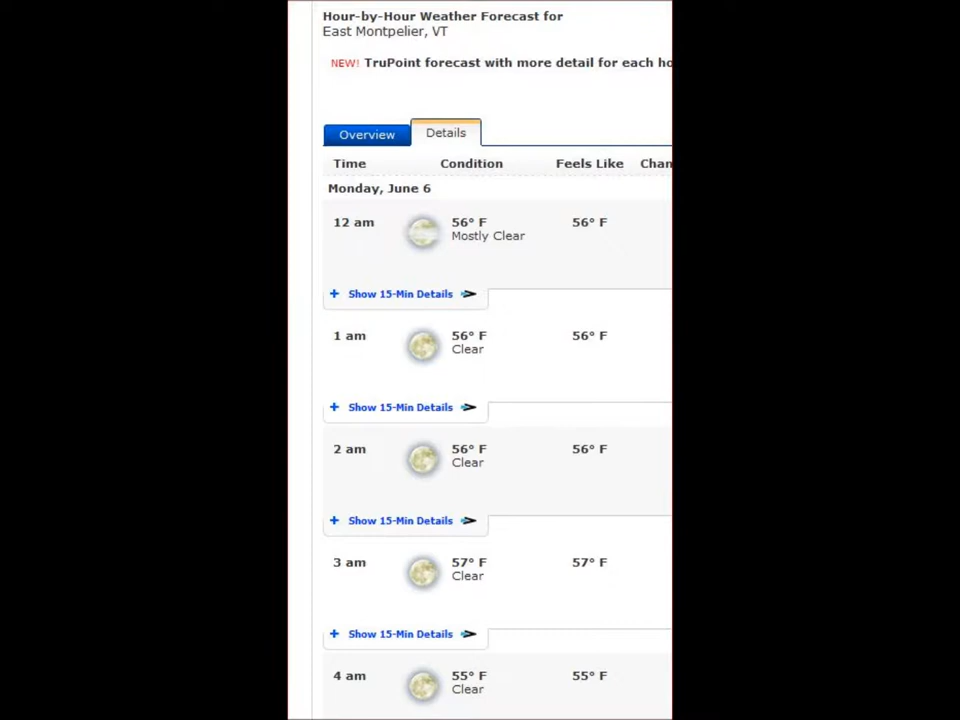 Hour-by-Hour Weather Forecast for
East Montpelier, VT
NEW! TruPoint forecast with more detail for each
Overview Details
Time Condition Feels Like
Monday, June 6
12 am 56° F 56° F
Mostly Clear
+ Show 15-Min Details
1 am 56° F 56° F
Clear
+ Show 15-Min Details
2 am 56° F 56° F
Clear
+ Show 15-Min Details
3 am 57° F 57° F
Clear
+ Show 15-Min Details
4 am 55° F 55° F
Clear